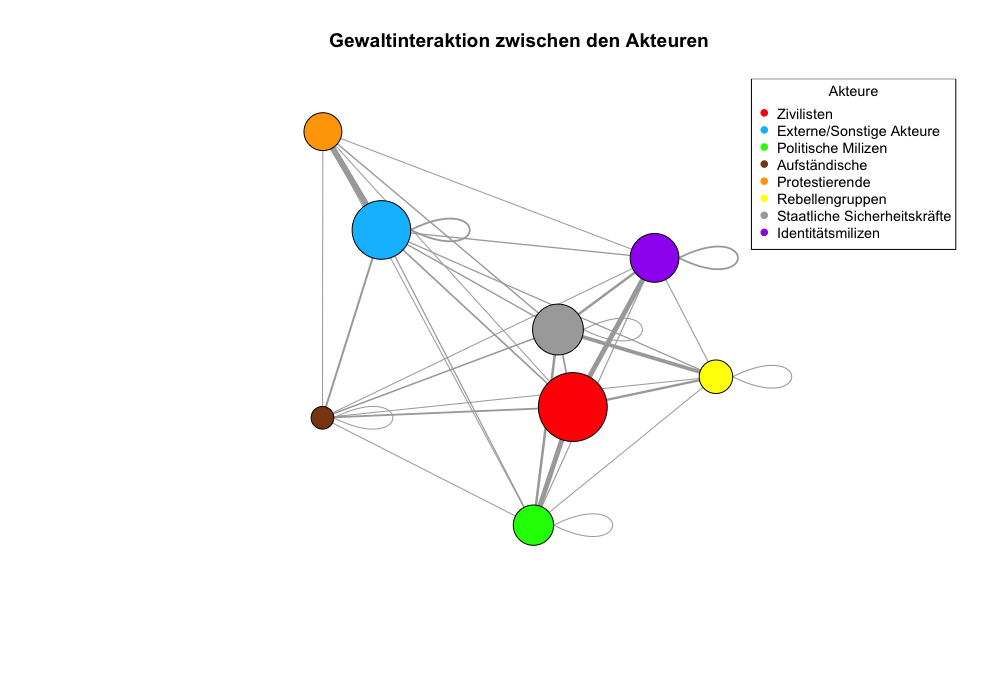 Gewaltinteraktion zwischen den Akteuren
Akteure
Zivilisten
Externe/Sonstige Akteure
Politische Milizen
Aufständische
Protestierende
Rebellengruppen
Staatliche Sicherheitskräfte
Identitätsmilizen